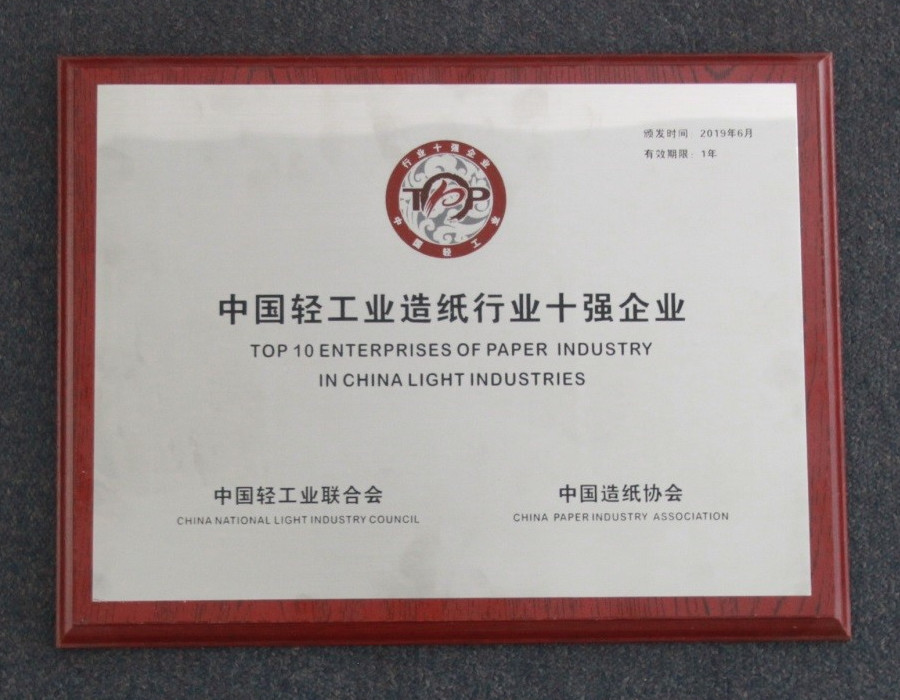 颁发时间：2019年6月
有效期限：1年
行业十强企业
TOP
中国轻工业
中国轻工业造纸行业十强企业
TOP 10 ENTERPRISES OF PAPER INDUSTRY
IN CHINA LIGHT INDUSTRIES
中国轻工业联合会
CHINA NATIONAL LIGHT INDUSTRY COUNCIL
中国造纸协会
CHINA PAPER INDUSTRY ASSOCIATION